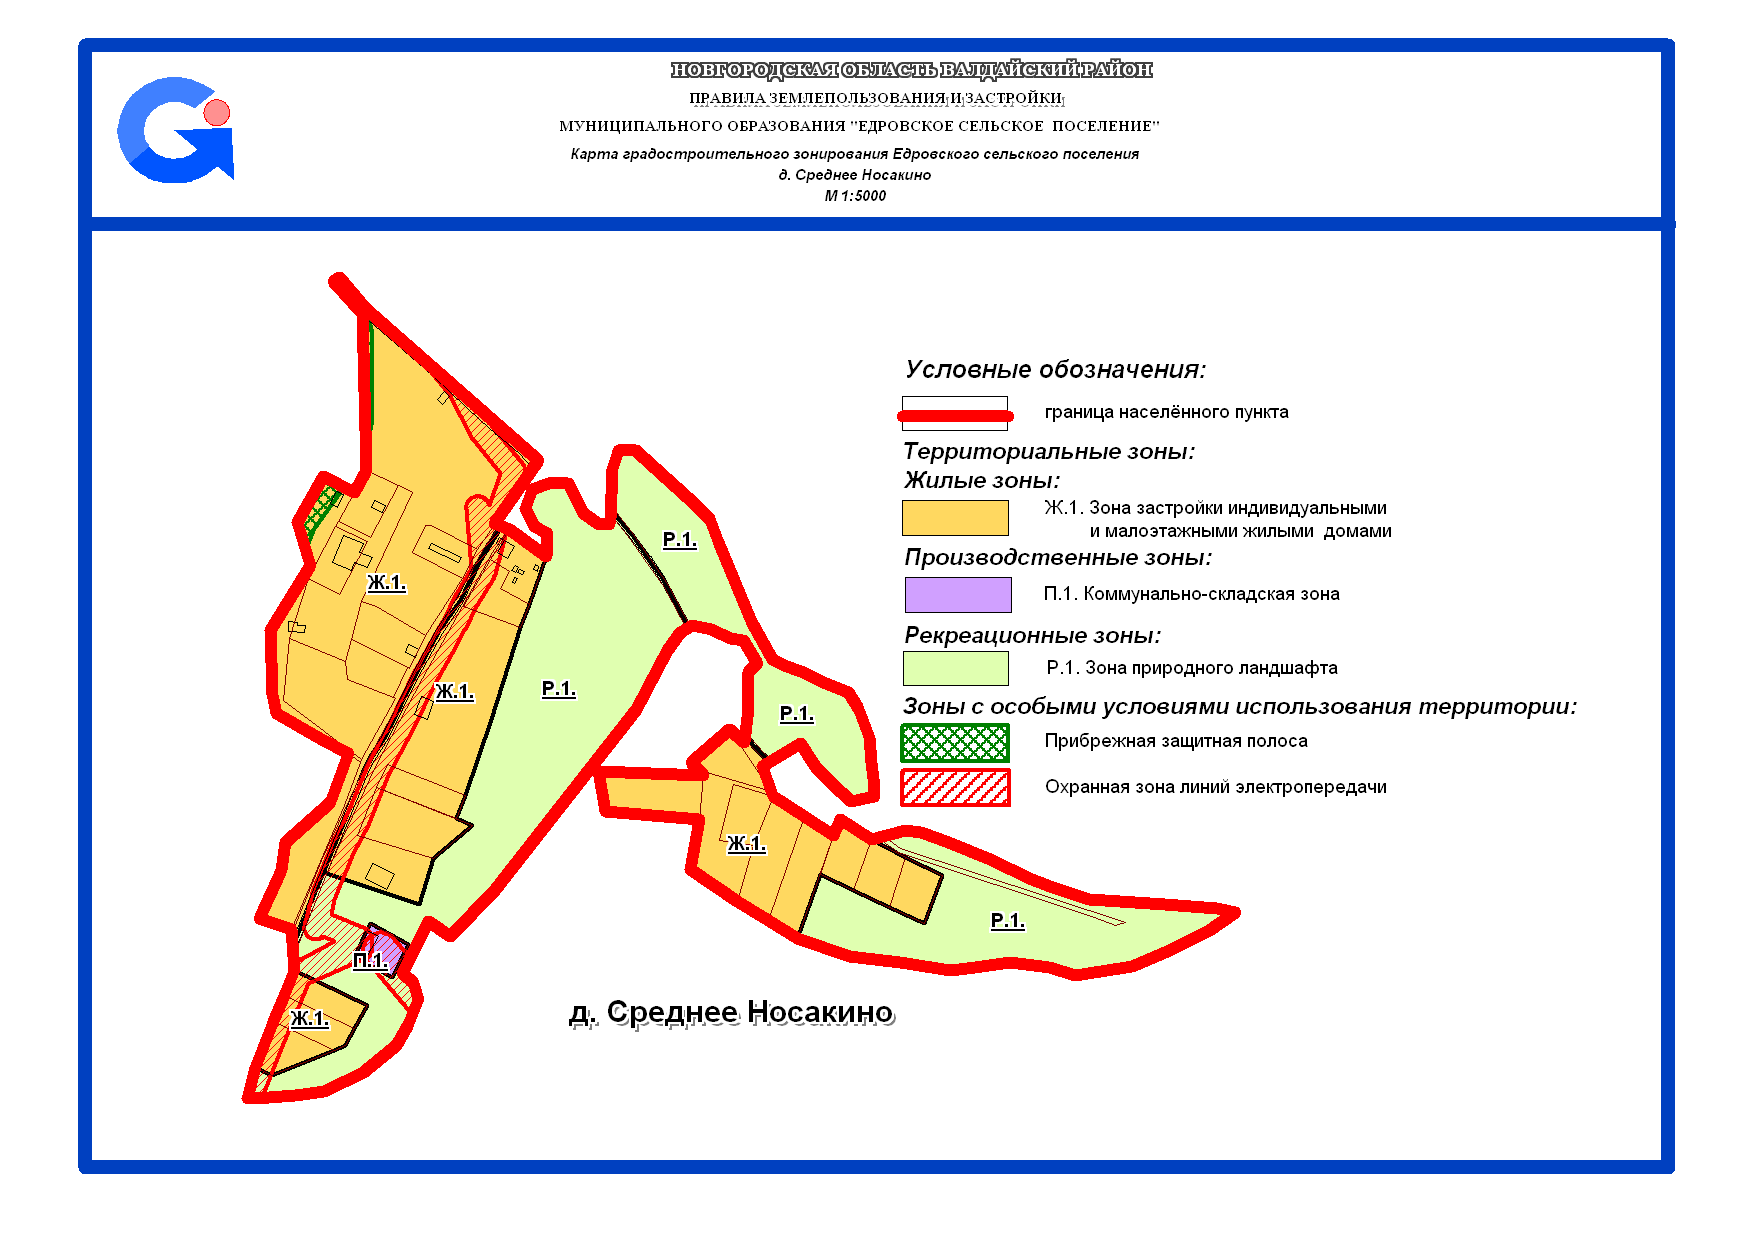 НОВГОРОДСКАЯ ОБЛАСТЬ ВАЛДАЙСКИЙ РАЙОН
ПРАВИЛА ЗЕМЛЕПОЛЬЗОВАНИЯ И ЗАСТРОЙКИ
МУНИЦИПАЛЬНОГО ОБРАЗОВАНИЯ "ЕДРОВСКОЕ СЕЛЬСКОЕ ПОСЕЛЕНИЕ"
Карта градостроительного зонирования Едровского сельского поселения
д. Среднее Носакино
М 1:5000
Условные обозначения:
граница населённого пункта
Территориальные зоны:
Жилые зоны:
Ж.1. Зона застройки индивидуальными
и малоэтажными жилыми домами
Производственные зоны:
П.1. Коммунально-складская зона
Рекреационные зоны:
Р.1. Зона природного ландшафта
Зоны с особыми условиями использования территории:
Прибрежная защитная полоса
Охранная зона линий электропередачи
Р.1.
Ж.1.
Р.1.
Ж.1.
Р.1.
Ж.1.
Р.1.
П.1.
Ж.1.
д. Среднее Носакино